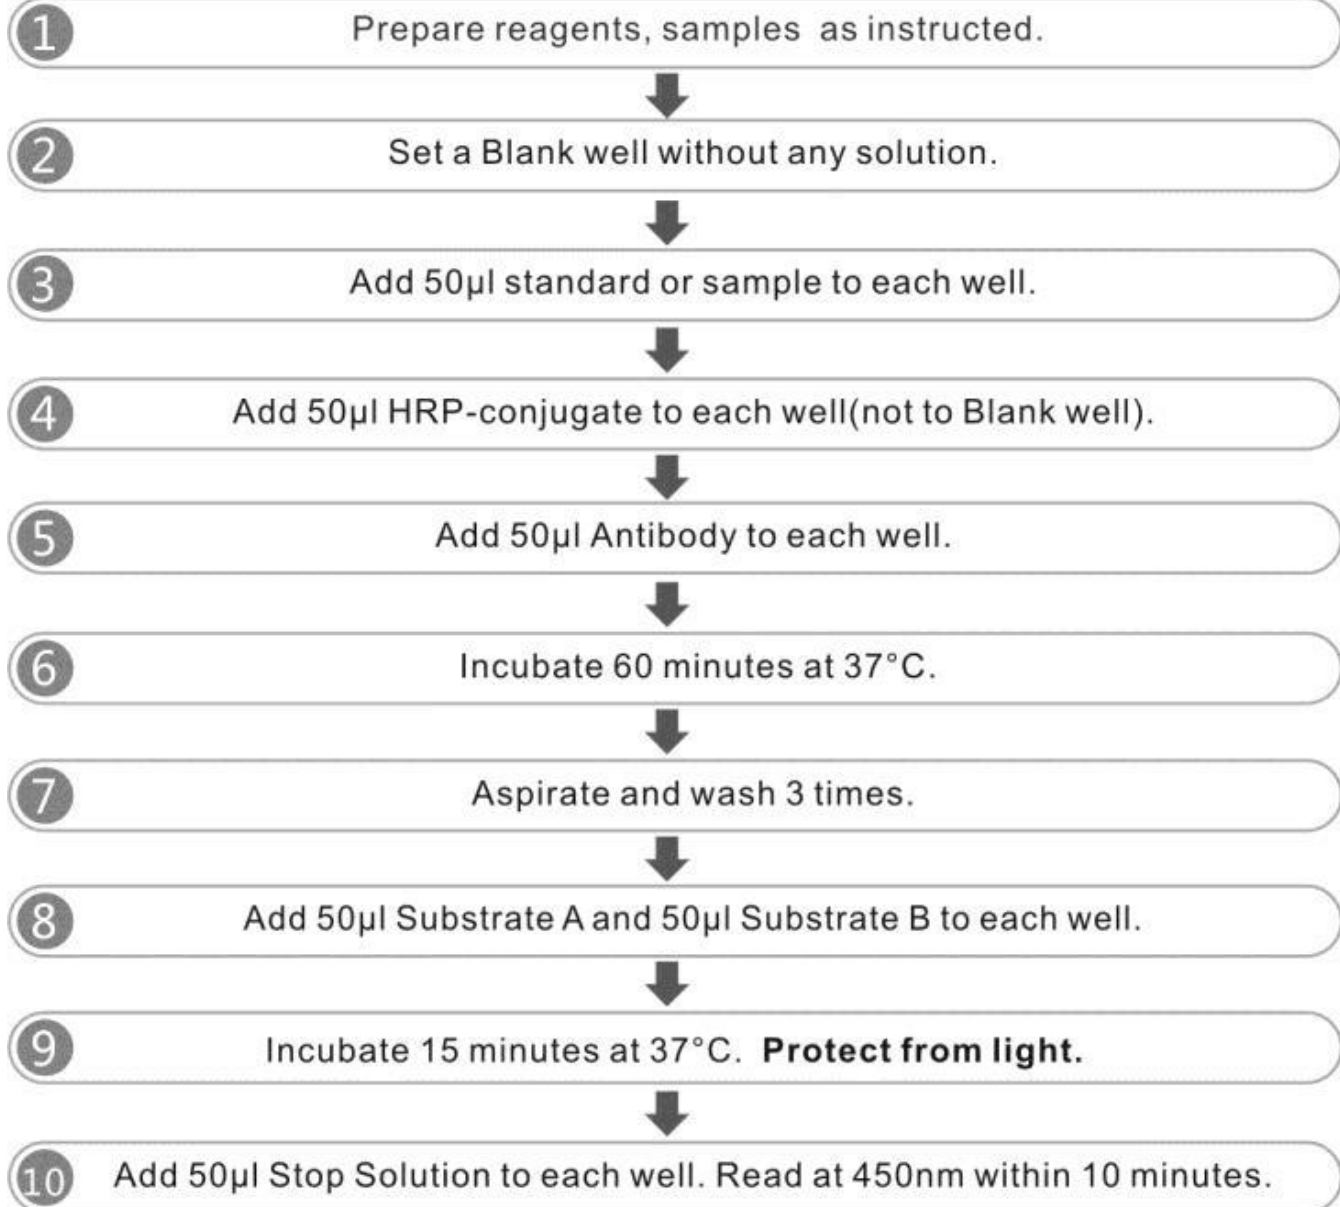 1 Prepare reagents, samples as instructed.
2 Set a Blank well without any solution.
3 Add 50µl standard or sample to each well.
4 Add 50µl HRP-conjugate to each well(not to Blank well).
5 Add 50µl Antibody to each well.
6 Incubate 60 minutes at 37°C.
7 Aspirate and wash 3 times.
8 Add 50µl Substrate A and 50µl Substrate B to each well.
9 Incubate 15 minutes at 37°C. Protect from light.
10 Add 50µl Stop Solution to each well. Read at 450nm within 10 minutes.